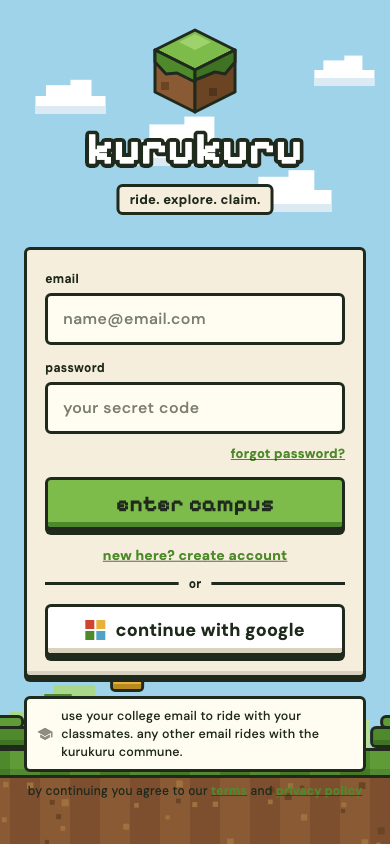 kurukuru
ride. explore. claim.
email
name@email.com
password
your secret code
forgot password?
enter campus
new here? create account
or
continue with google
use your college email to ride with your
classmates. any other email rides with the
kurukuru commune.
by continuing you agree to our terms and privacy policy.